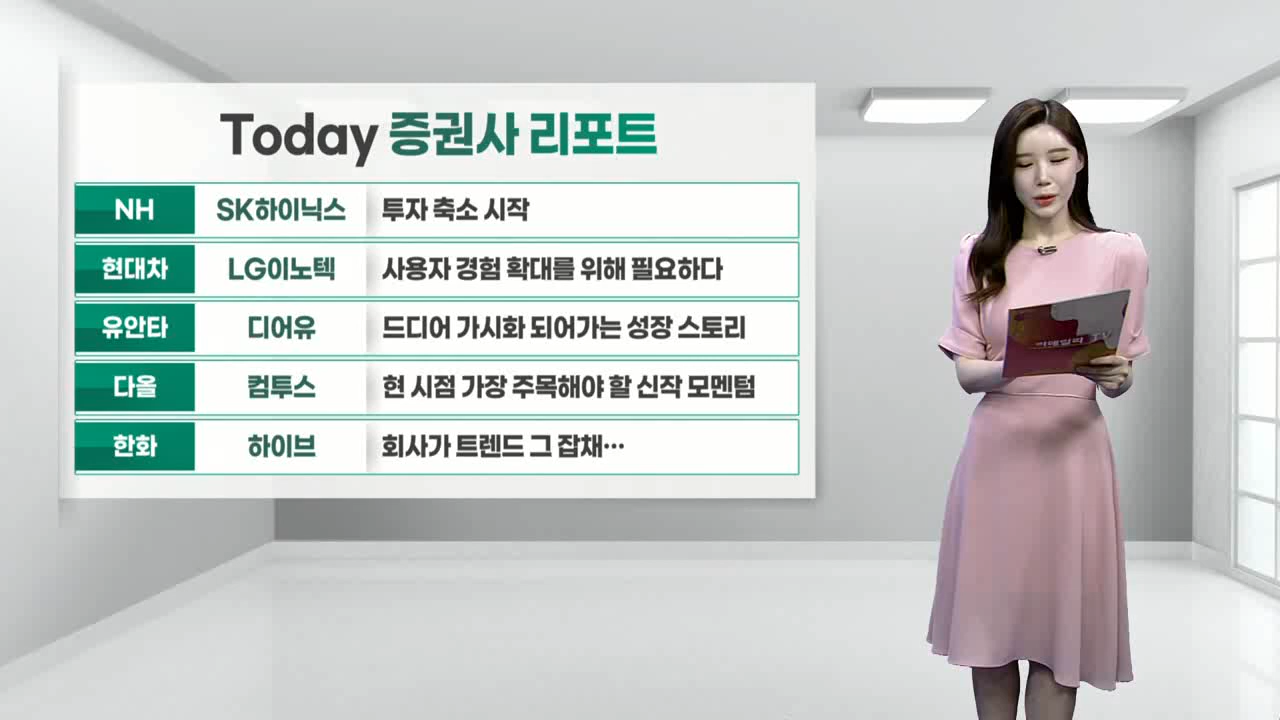 Today 증권사 리포트
NH SK하이닉스 투자 축소 시작
현대차 LG이노텍 사용자 경험 확대를 위해 필요하다
유안타 디어유 드디어 가시화 되어가는 성장 스토리
다올 컴투스 현 시점 가장 주목해야 할 신작 모멘텀
한화 하이브 회사가 트렌드 그 잡채…
이데일리 TV